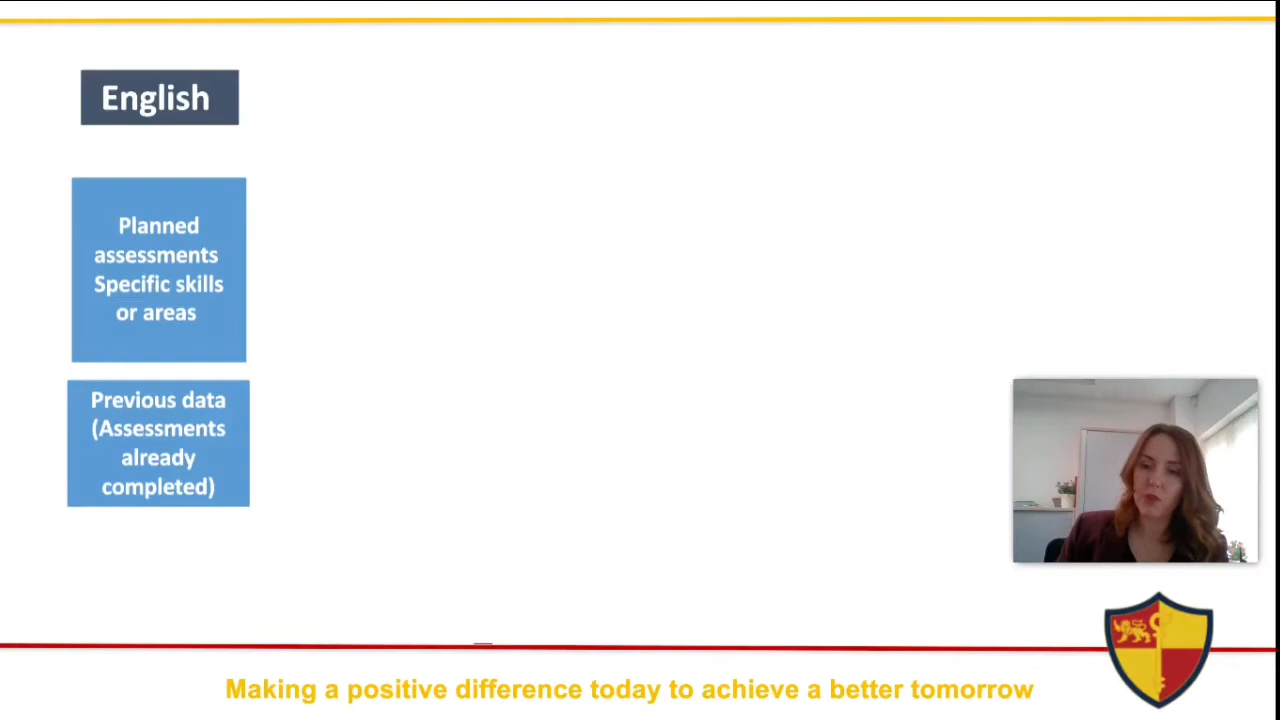 English
Planned
assessments
Specific skills
or areas
Previous data
(Assessments
already
completed)
Making a positive difference today to achieve a better tomorrow